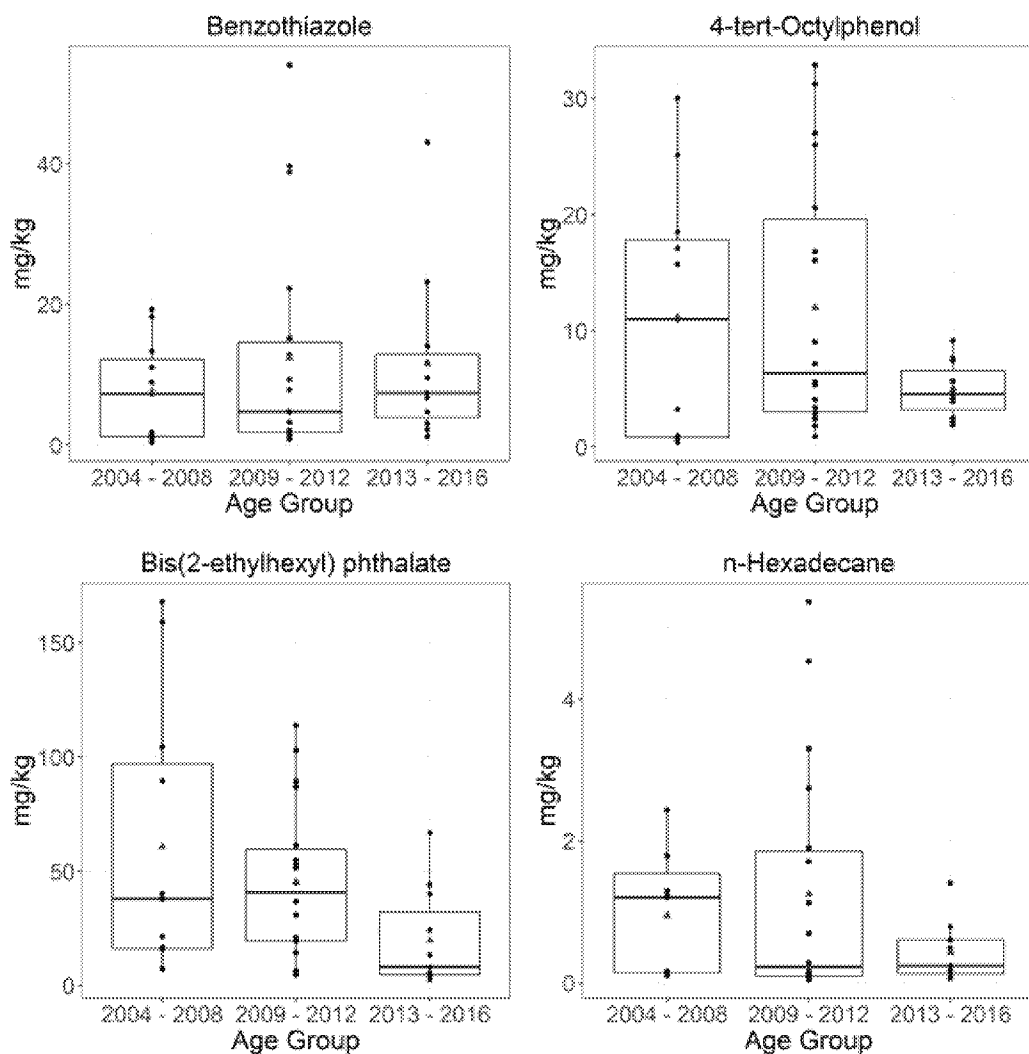 Benzothiazole
mg/kg
40
20
0
2004 - 2008 2009 - 2012 2013 - 2016
Age Group
4-tert-Octylphenol
mg/kg
30
20
10
0
2004 - 2008 2009 - 2012 2013 - 2016
Age Group
Bis(2-ethylhexyl) phthalate
mg/kg
150
100
50
0
2004 - 2008 2009 - 2012 2013 - 2016
Age Group
n-Hexadecane
mg/kg
4
2
0
2004 - 2008 2009 - 2012 2013 - 2016
Age Group